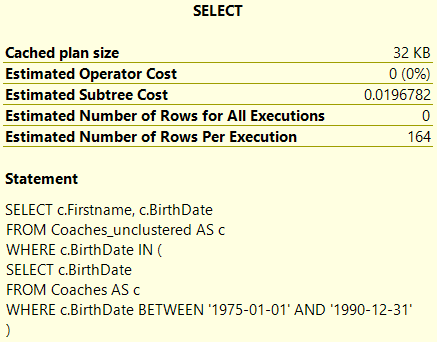 SELECT
Cached plan size 32 KB
Estimated Operator Cost 0 (0%)
Estimated Subtree Cost 0.0196782
Estimated Number of Rows for All Executions 0
Estimated Number of Rows Per Execution 164
Statement
SELECT c.Firstname, c.BirthDate
FROM Coaches_unclustered AS c
WHERE c.BirthDate IN (
SELECT c.BirthDate
FROM Coaches AS c
WHERE c.BirthDate BETWEEN '1975-01-01' AND '1990-12-31'
)